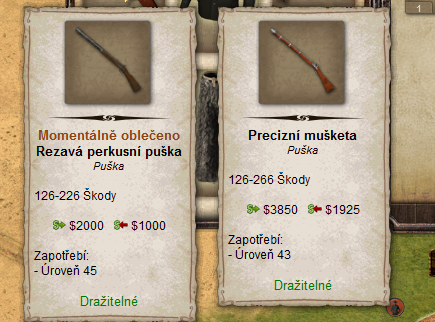 1
Momentálně oblečeno
Rezavá perkusní puška
Puška
126-226 Škody
$2000 $1000
Zapotřebí:
- Úroveň 45
Dražitelné
Precizní mušketa
Puška
126-266 Škody
$3850 $1925
Zapotřebí:
- Úroveň 43
Dražitelné